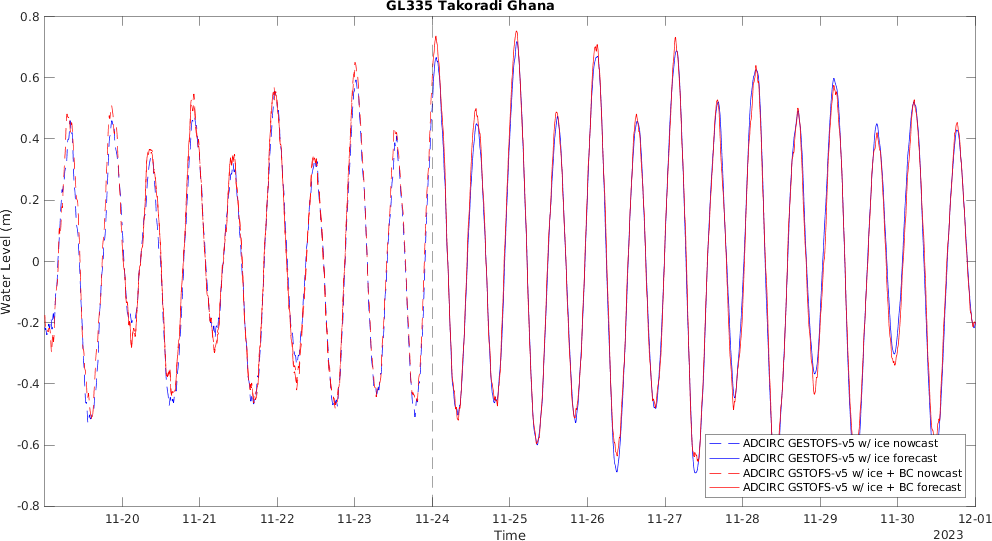 GL335 Takoradi Ghana
0.8
0.6
0.4
0.2
0
-0.2
-0.4
-0.6
-0.8
Water Level (m)
ADCIRC GESTOFS-v5 w/ ice nowcast
ADCIRC GESTOFS-v5 w/ ice forecast
ADCIRC GSTOFS-v5 w/ ice + BC nowcast
ADCIRC GSTOFS-v5 w/ ice + BC forecast
11-20 11-21 11-22 11-23 11-24 11-25 11-26 11-27 11-28 11-29 11-30 12-01
Time
2023